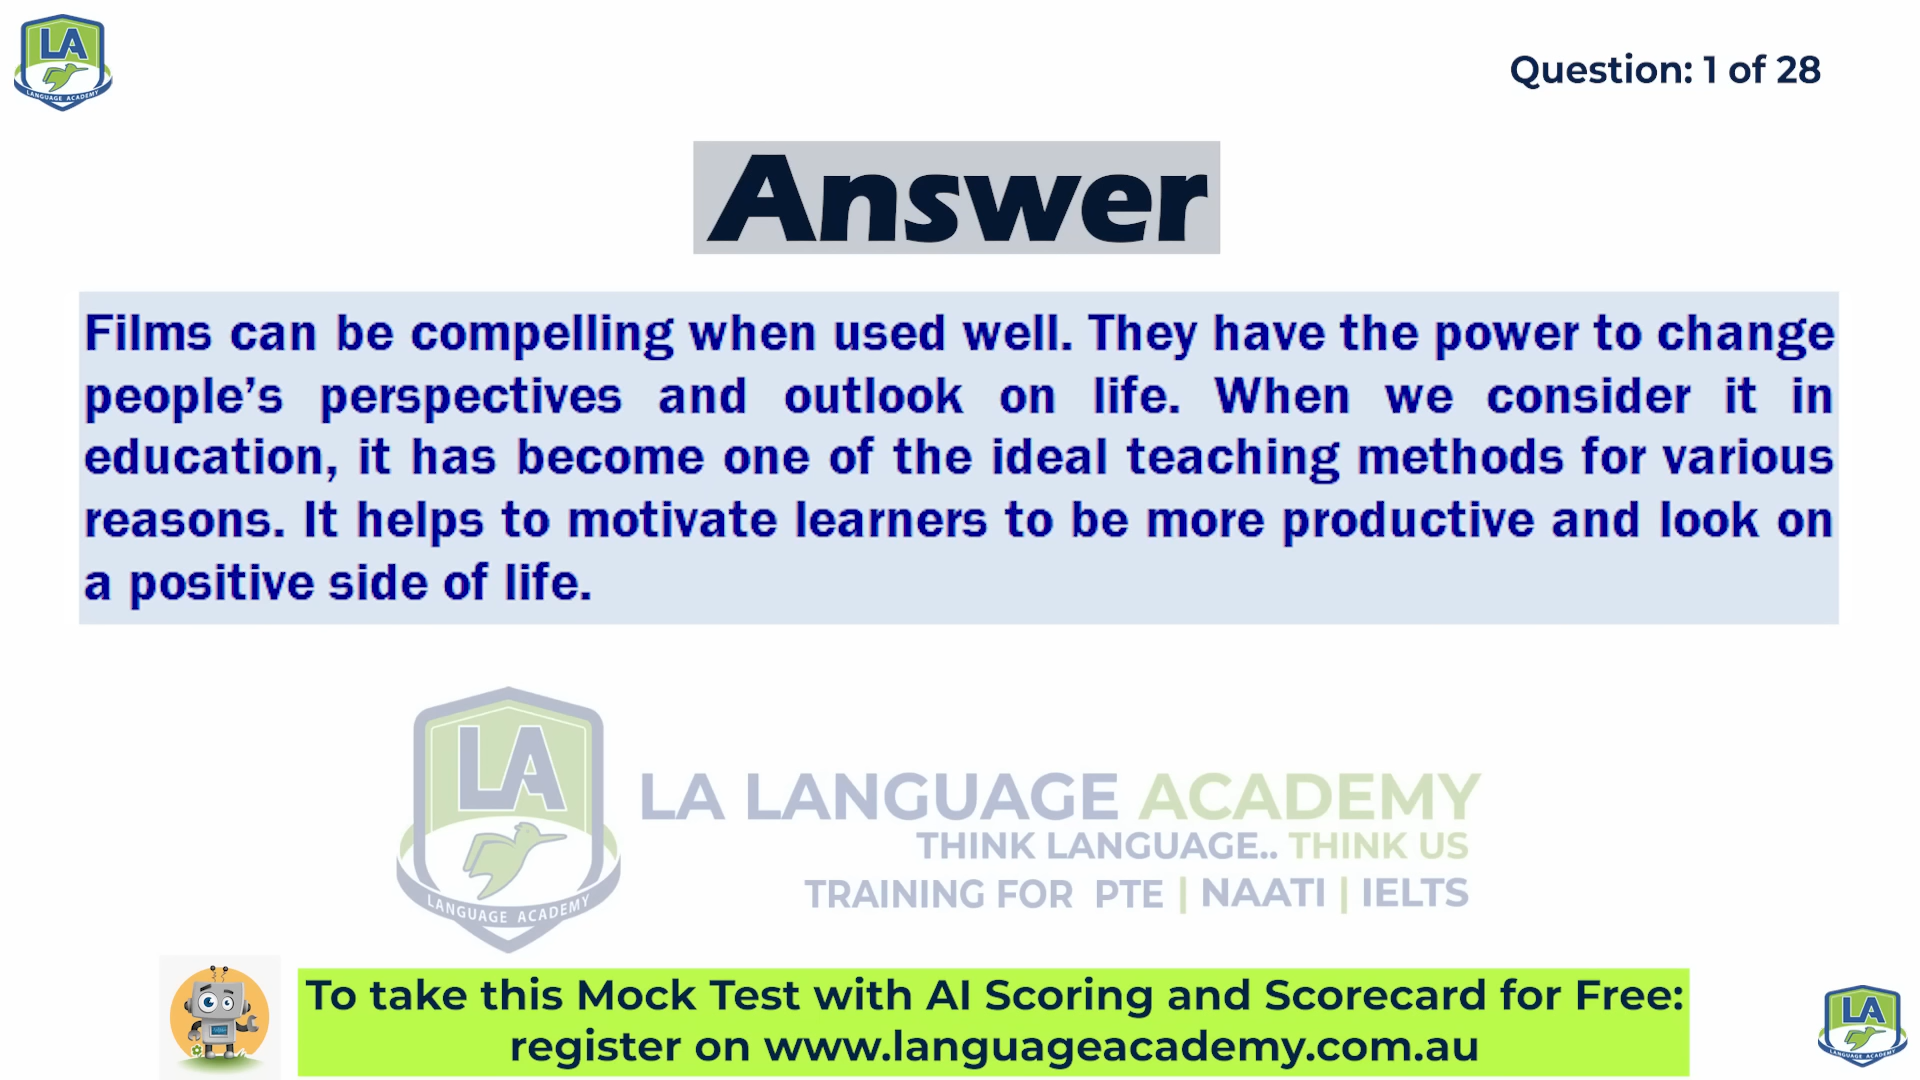 LA
LANGUAGE ACADEMY
Question: 1 of 28
Answer
Films can be compelling when used well. They have the power to change
people’s perspectives and outlook on life. When we consider it in
education, it has become one of the ideal teaching methods for various
reasons. It helps to motivate learners to be more productive and look on
a positive side of life.
LA
LANGUAGE ACADEMY
LA LANGUAGE ACADEMY
THINK LANGUAGE.. THINK US
TRAINING FOR PTE | NAATI | IELTS
To take this Mock Test with AI Scoring and Scorecard for Free:
register on www.languageacademy.com.au
LA
LANGUAGE ACADEMY